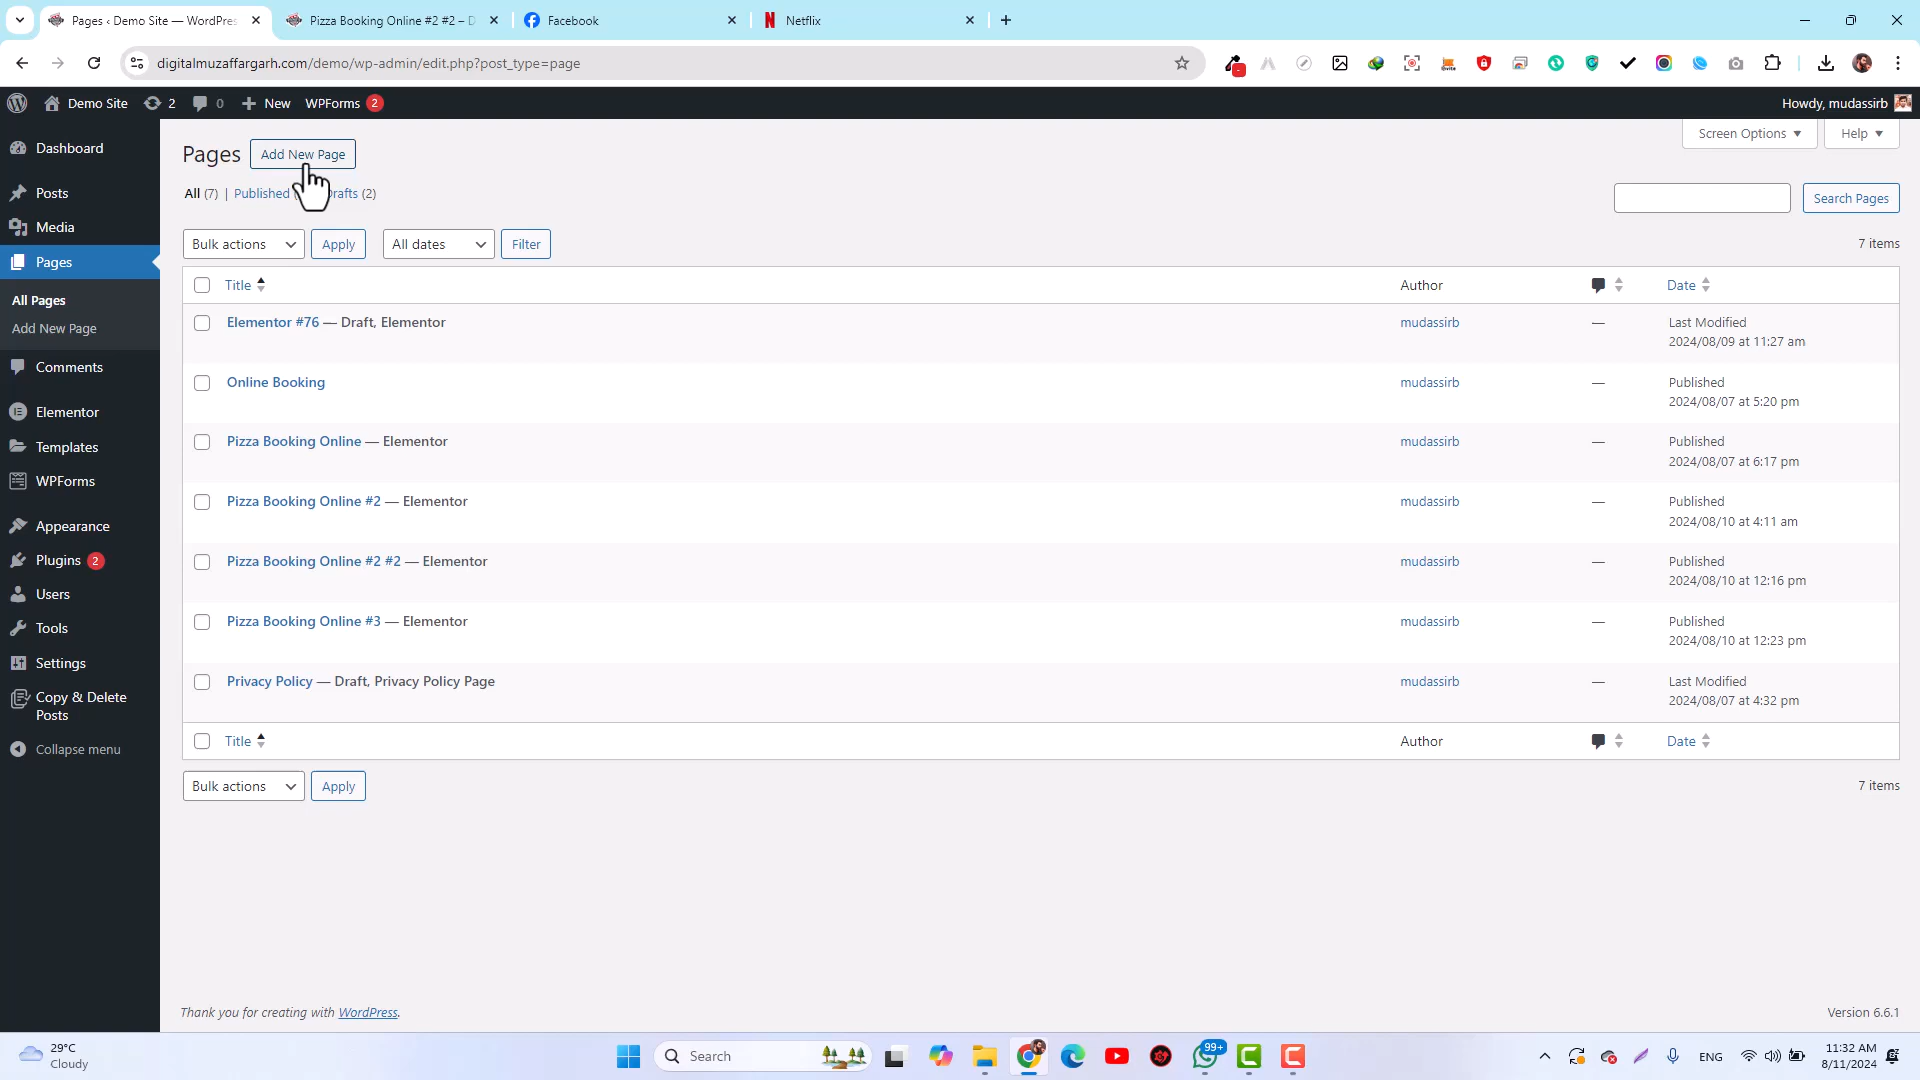 Pages ‹ Demo Site — WordPres
Pizza Booking Online #2 #2 – D
Facebook
Netflix
digitalmuzaffargarh.com/demo/wp-admin/edit.php?post_type=page
Demo Site
2
0
New
WPForms 2
Howdy, mudassirb
Dashboard
Posts
Media
Pages
All Pages
Add New Page
Comments
Elementor
Templates
WPForms
Appearance
Plugins 2
Users
Tools
Settings
Copy & Delete
Posts
Collapse menu
Pages
Add New Page
Screen Options
Help
All (7) | Published
rafts (2)
Search Pages
Bulk actions
Apply
All dates
Filter
7 items
Title Author Date
Elementor #76 — Draft, Elementor mudassirb — Last Modified
2024/08/09 at 11:27 am
Online Booking mudassirb — Published
2024/08/07 at 5:20 pm
Pizza Booking Online — Elementor mudassirb — Published
2024/08/07 at 6:17 pm
Pizza Booking Online #2 — Elementor mudassirb — Published
2024/08/10 at 4:11 am
Pizza Booking Online #2 #2 — Elementor mudassirb — Published
2024/08/10 at 12:16 pm
Pizza Booking Online #3 — Elementor mudassirb — Published
2024/08/10 at 12:23 pm
Privacy Policy — Draft, Privacy Policy Page mudassirb — Last Modified
2024/08/07 at 4:32 pm
Title Author Date
Bulk actions
Apply
7 items
Thank you for creating with WordPress.
Version 6.6.1
29°C
Cloudy
Search
99+
ENG
11:32 AM
8/11/2024